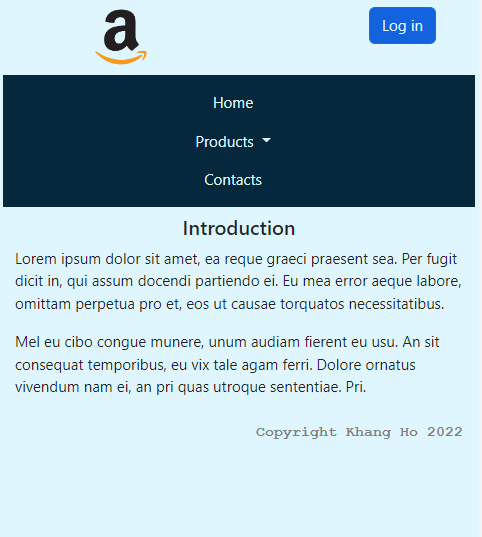 a
Log in
Home
Products
Contacts
Introduction
Lorem ipsum dolor sit amet, ea reque graeci praesent sea. Per fugit
dicit in, qui assum docendi partiendo ei. Eu mea error aeque labore,
omittam perpetua pro et, eos ut causae torquatos necessitatibus.
Mel eu cibo congue munere, unum audiam fierent eu usu. An sit
consequat temporibus, eu vix tale agam ferri. Dolore ornatus
vivendum nam ei, an pri quas utroque sententiae. Pri.
Copyright Khang Ho 2022